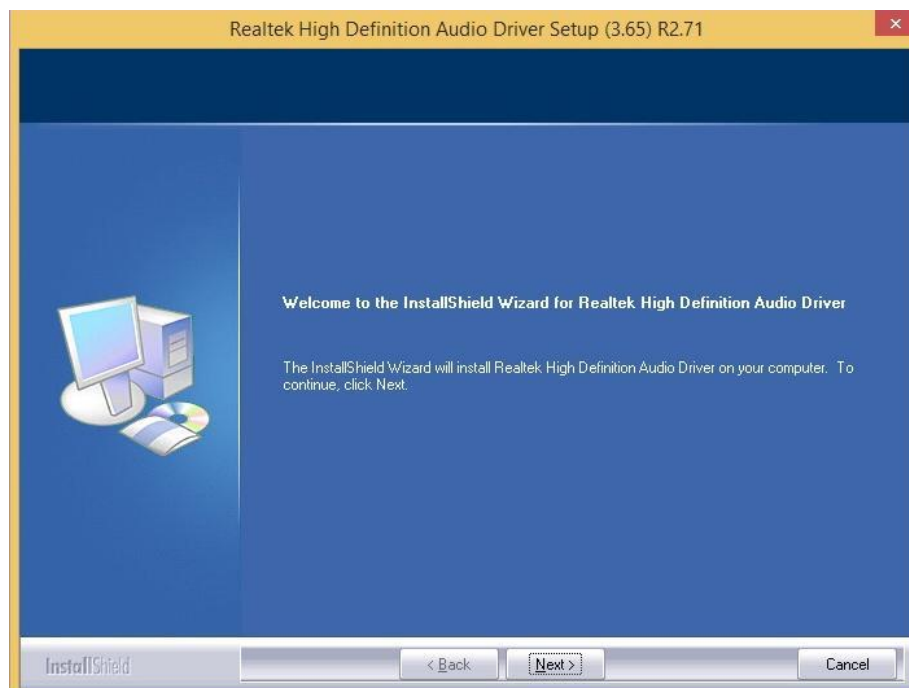 Realtek High Definition Audio Driver Setup (3.65) R2.71
Welcome to the InstallShield Wizard for Realtek High Definition Audio Driver
The InstallShield Wizard will install Realtek High Definition Audio Driver on your computer. To
continue, click Next.
InstallShield
< Back
Next >
Cancel